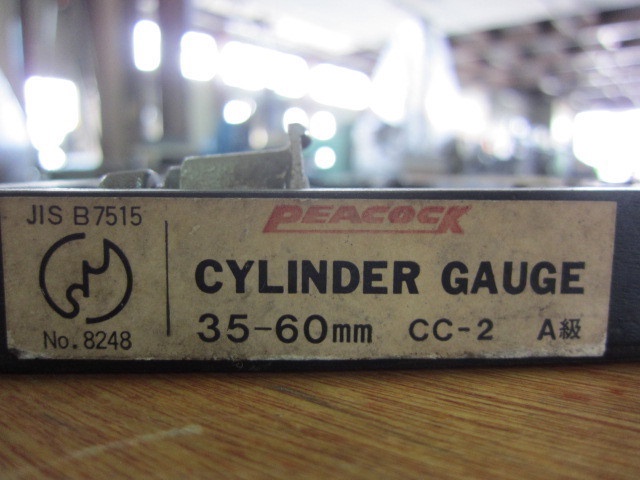 JIS B7515
No.8248
PEACOCK
CYLINDER GAUGE
35-60mm CC-2 A級